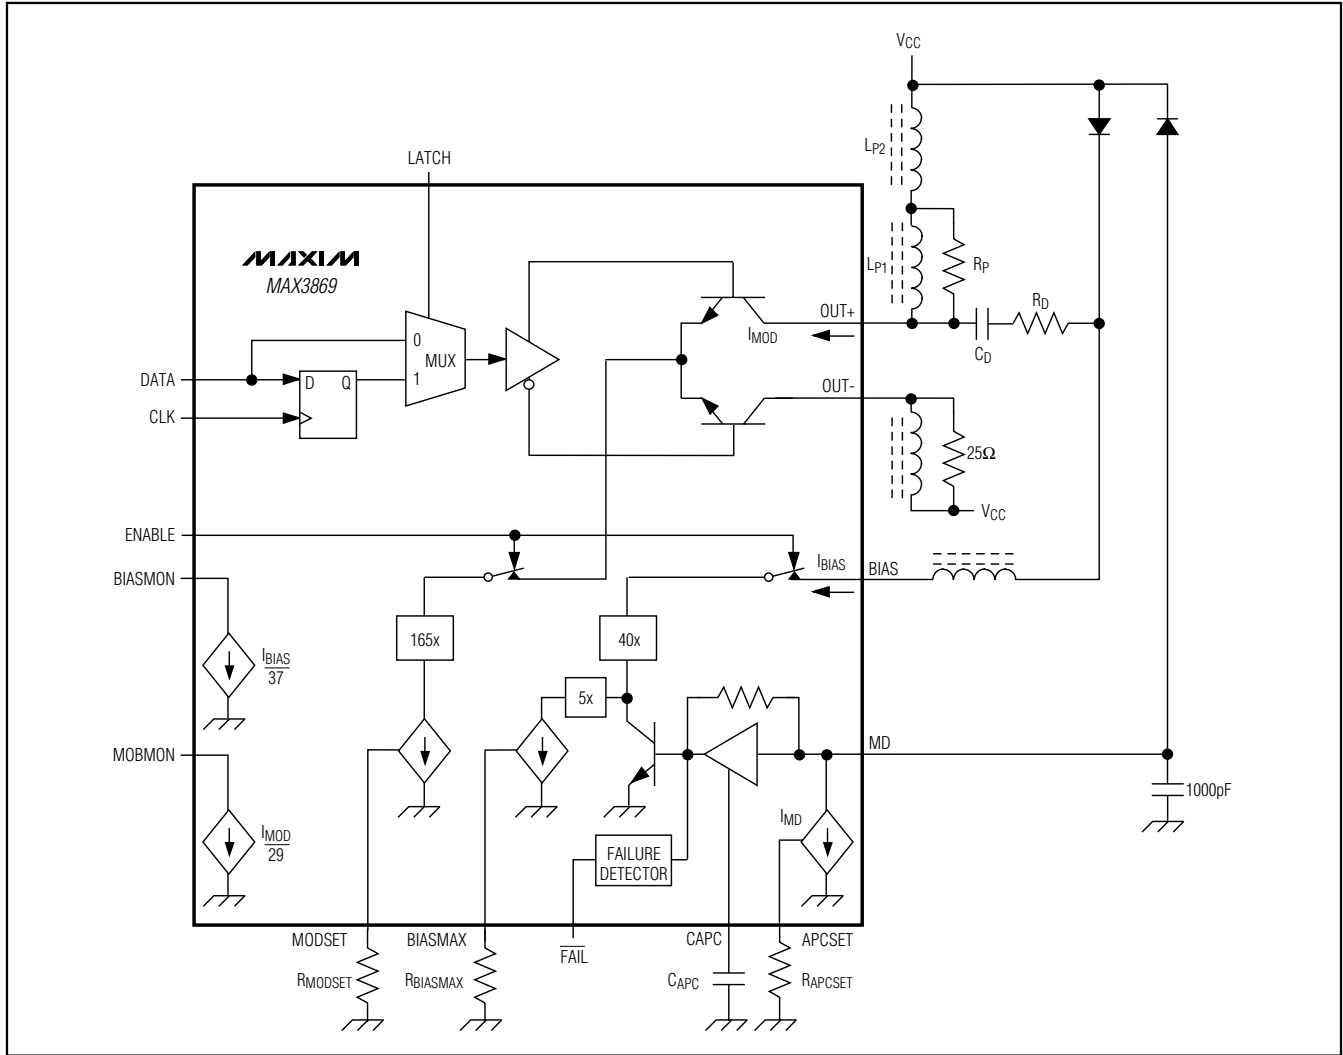 VCC
LP2
LATCH
MAXIM
MAX3869
LP1
RP
RD
OUT+
IMOD
CD
0
MUX
1
DATA
D Q
CLK
OUT-
25Ω
VCC
ENABLE
IBIAS
BIAS
BIASMON
165x
40x
IBIAS
37
5x
MOBMON
MD
1000pF
IMD
IMOD
29
FAILURE
DETECTOR
MODSET
BIASMAX
FAIL
CAPC
APCSET
RMODSET
RBIASMAX
CAPC
RAPCSET